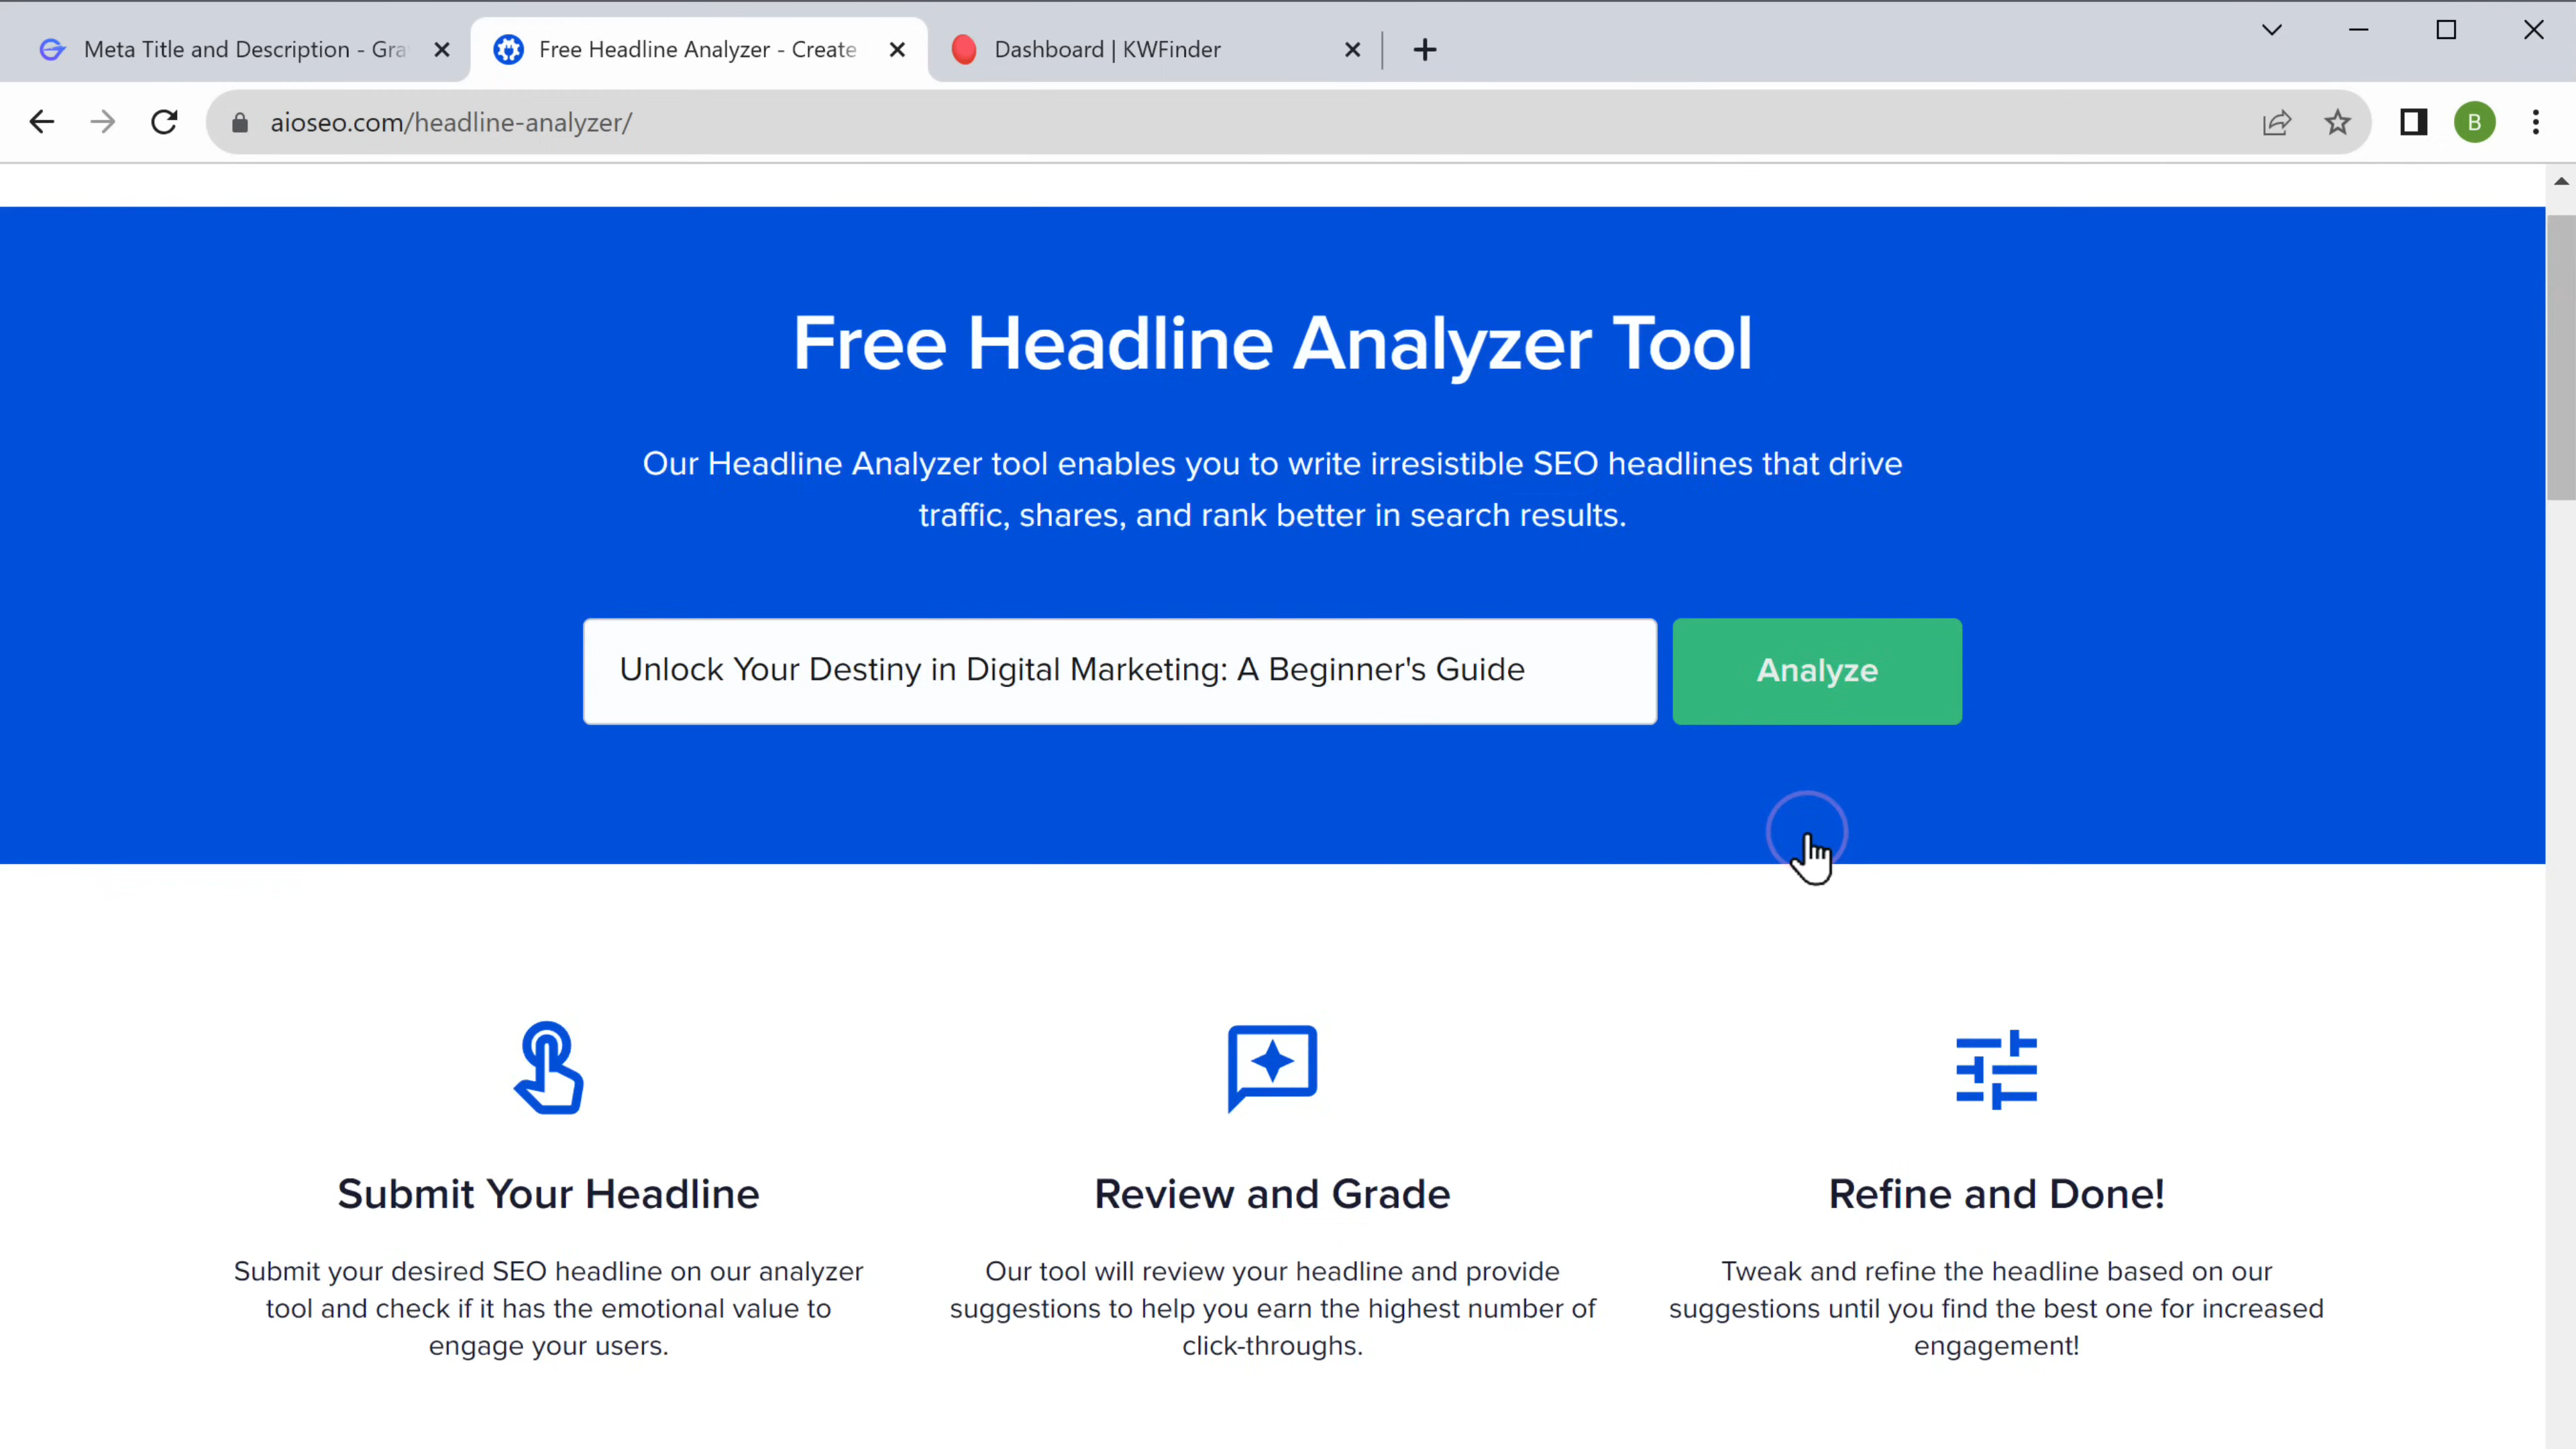 Meta Title and Description - Gra
Free Headline Analyzer - Create
Dashboard | KWFinder
aioseo.com/headline-analyzer/
B
Free Headline Analyzer Tool
Our Headline Analyzer tool enables you to write irresistible SEO headlines that drive
traffic, shares, and rank better in search results.
Unlock Your Destiny in Digital Marketing: A Beginner's Guide
Analyze
Submit Your Headline
Submit your desired SEO headline on our analyzer
tool and check if it has the emotional value to
engage your users.
Review and Grade
Our tool will review your headline and provide
suggestions to help you earn the highest number of
click-throughs.
Refine and Done!
Tweak and refine the headline based on our
suggestions until you find the best one for increased
engagement!